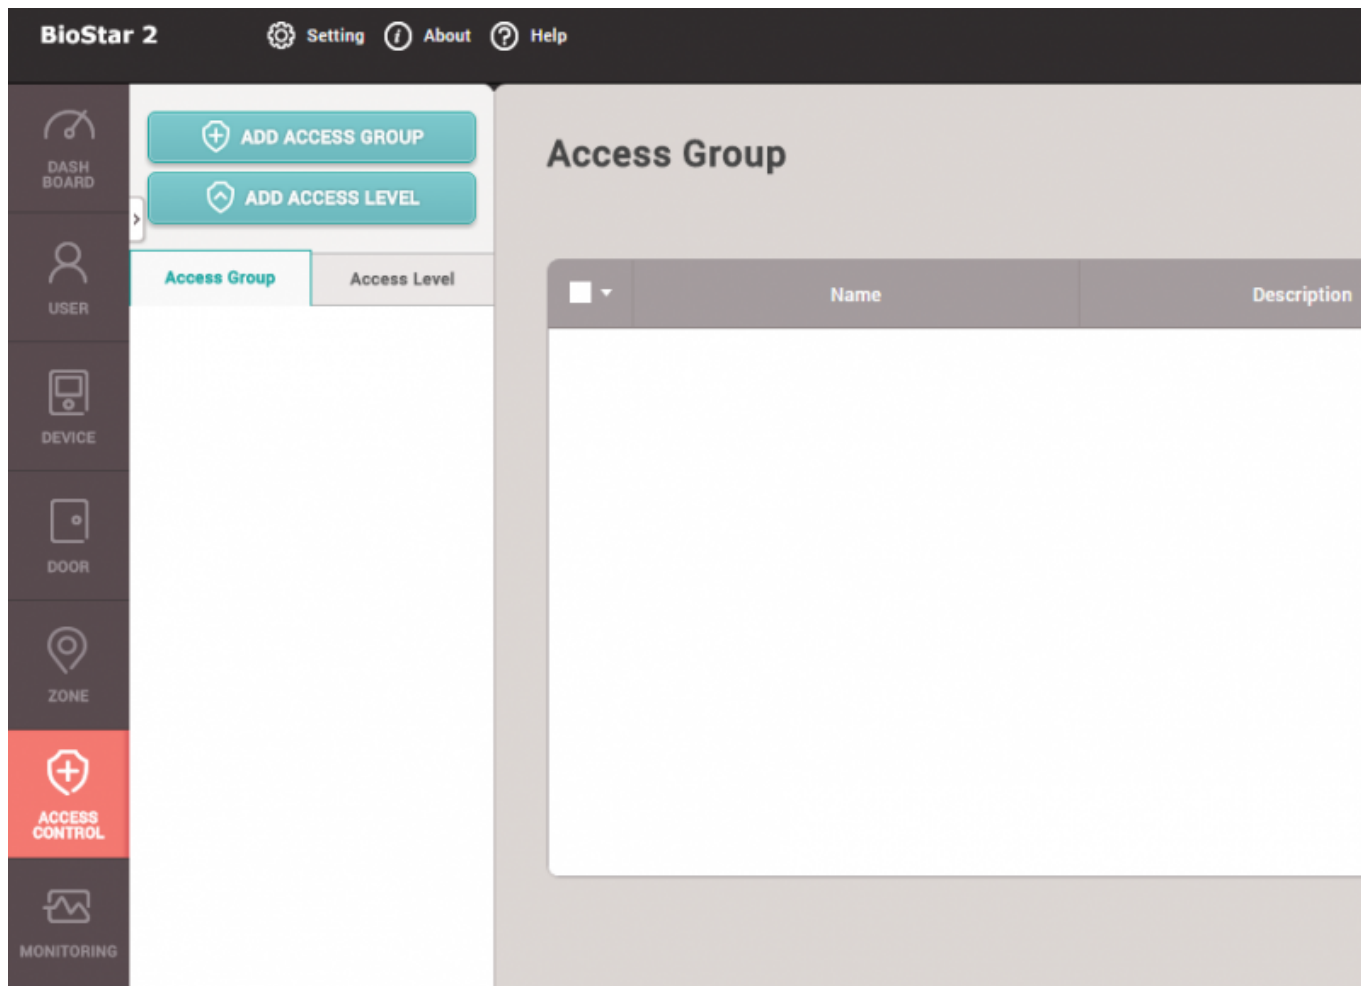 BioStar 2 Setting About Help
DASH
BOARD
USER
DEVICE
DOOR
ZONE
ACCESS
CONTROL
MONITORING
ADD ACCESS GROUP
ADD ACCESS LEVEL
Access Group Access Level
Access Group
Name Description